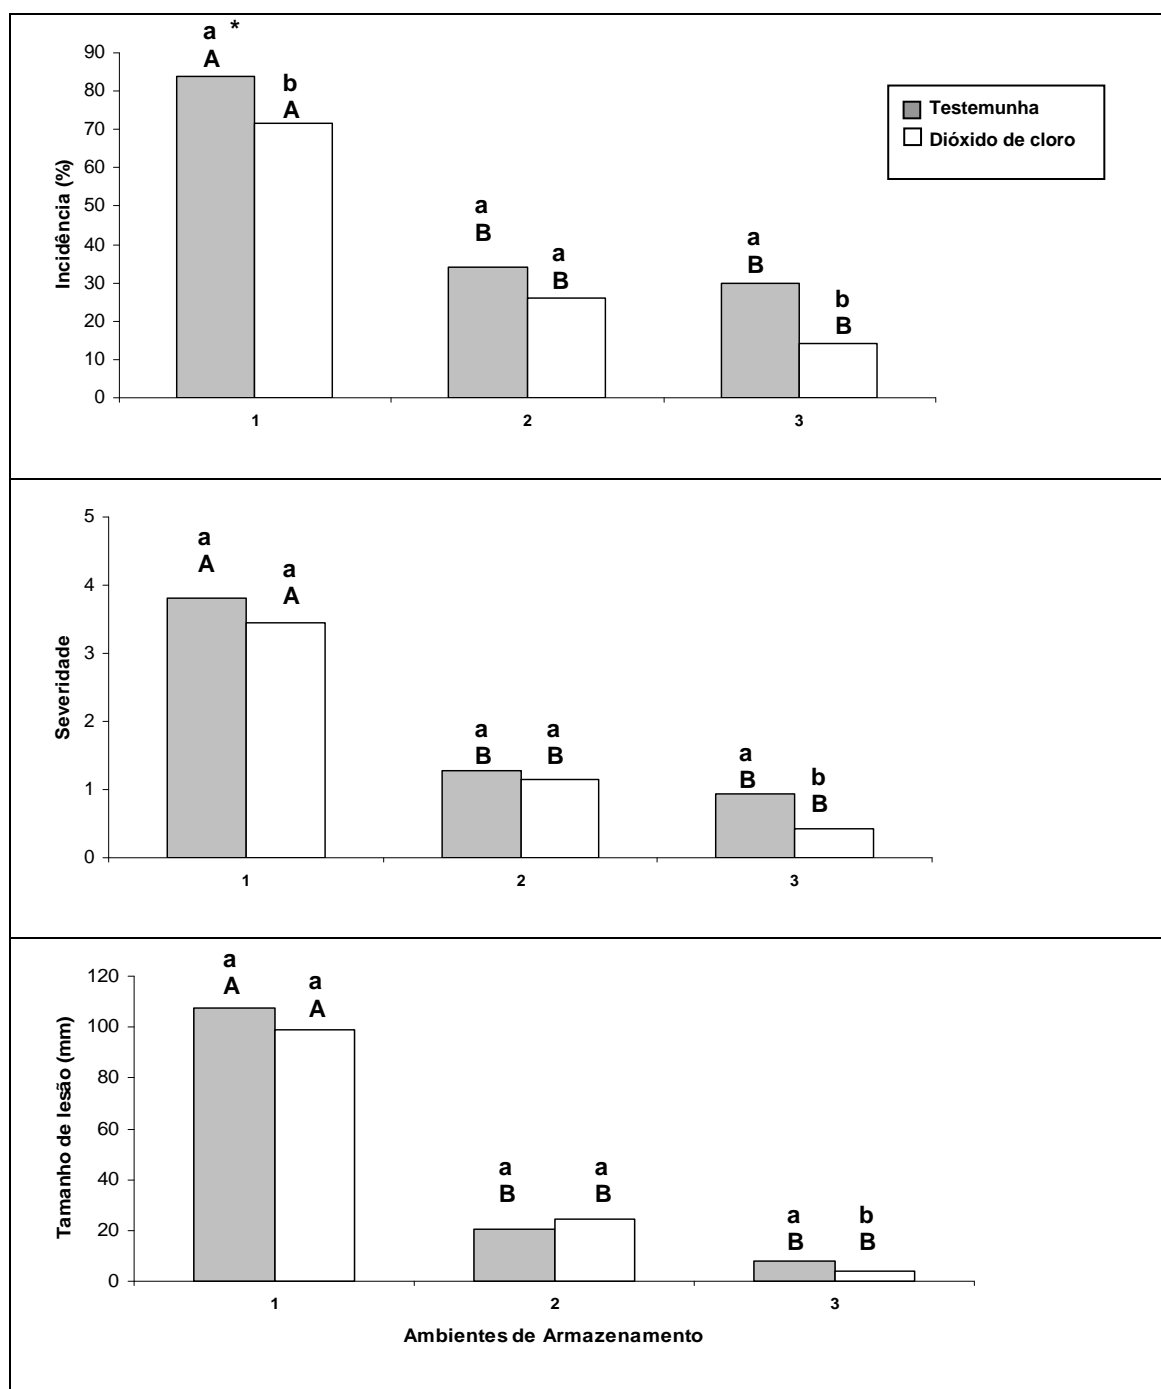 a *
A
b
A
a
B
a
B
a
B
b
B
90
80
70
60
50
40
30
20
10
0
Incidência (%)
1
2
3
Testemunha
Dióxido de cloro
a
A
a
A
a
B
a
B
a
B
b
B
5
4
3
2
1
0
Severidade
1
2
3
a
A
a
A
a
B
a
B
a
B
b
B
120
100
80
60
40
20
0
Tamanho de lesão (mm)
1
2
3
Ambientes de Armazenamento